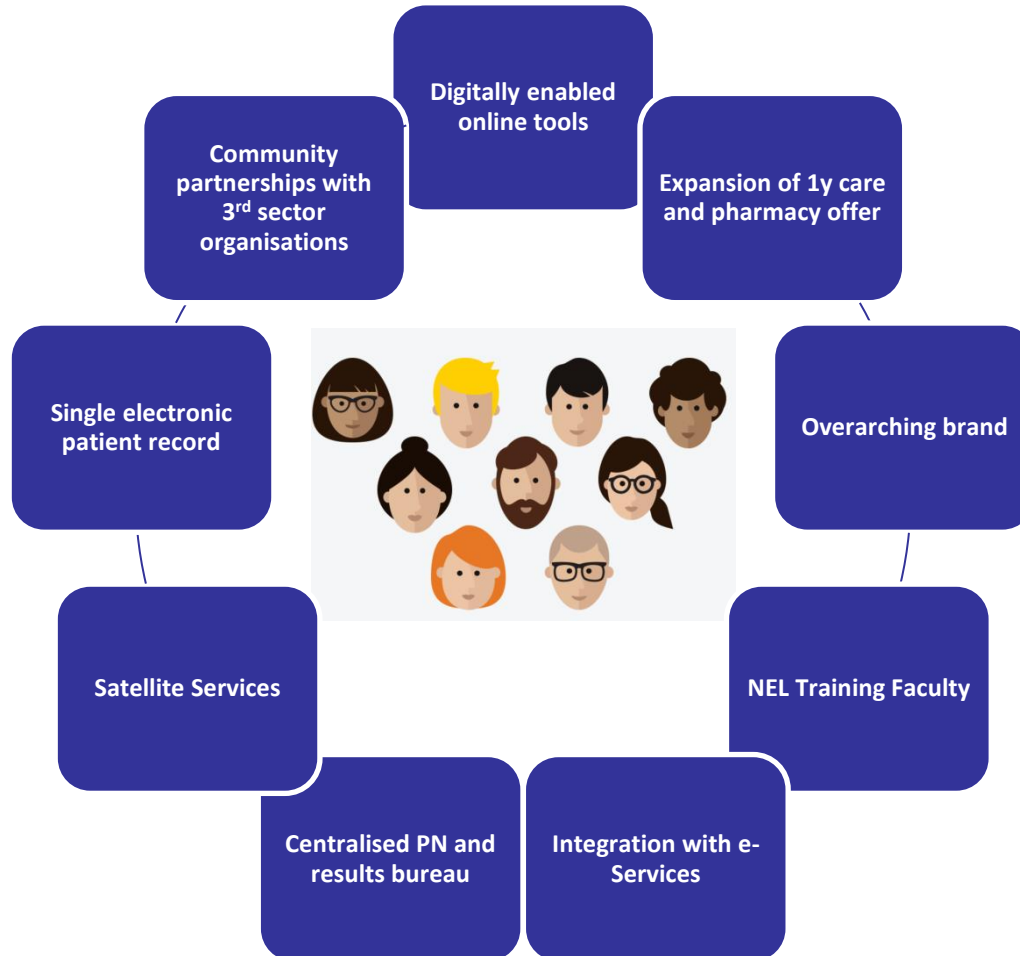 Digitally enabled
online tools
Expansion of 1y care
and pharmacy offer
Overarching brand
NEL Training Faculty
Integration with e-
Services
Centralised PN and
results bureau
Satellite Services
Single electronic
patient record
Community
partnerships with
3rd sector
organisations